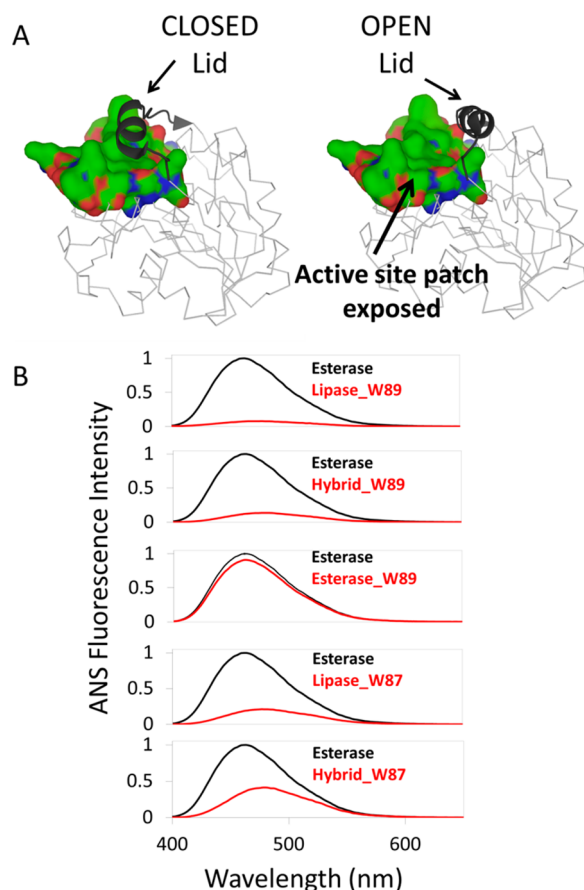 A
CLOSED
Lid
OPEN
Lid
Active site patch
exposed
B
ANS Fluorescence Intensity
1
0.5
0
Esterase
Lipase_W89
1
0.5
0
Esterase
Hybrid_W89
1
0.5
0
Esterase
Esterase_W89
1
0.5
0
Esterase
Lipase_W87
1
0.5
0
Esterase
Hybrid_W87
400
500
600
Wavelength (nm)